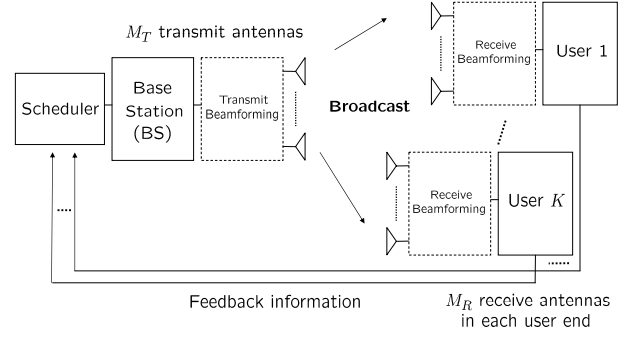 M_T transmit antennas
Scheduler
Base
Station
(BS)
Transmit
Beamforming
Broadcast
Receive
Beamforming
User 1
Receive
Beamforming
User K
Feedback information
M_R receive antennas
in each user end